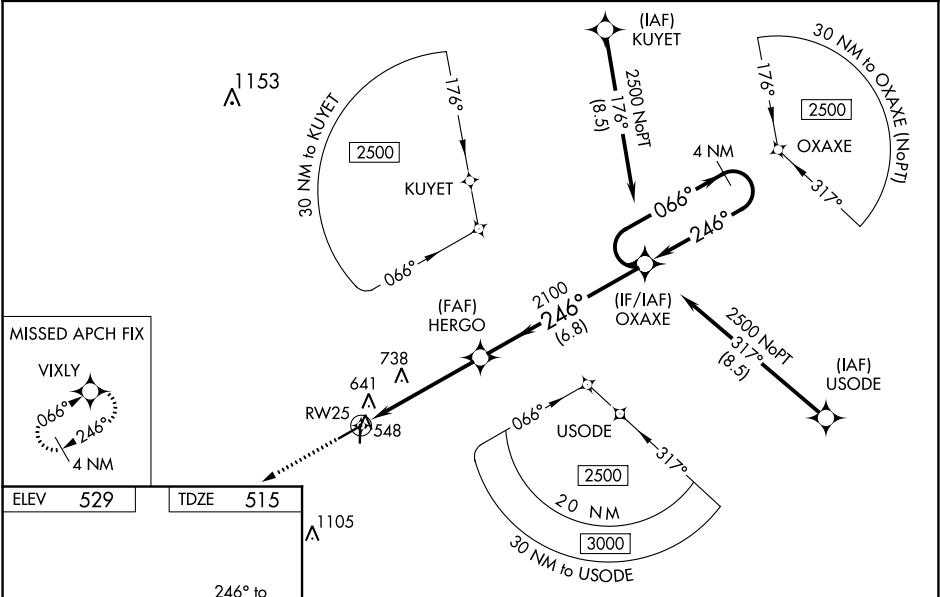 (IAF)
KUYET
1153
30 NM to KUYET
176°
2500
KUYET
066°
2500 NoPT
176°
(8.5)
4 NM
066°
246°
30 NM to OXAXE (NoPT)
176°
2500
OXAXE
317°
(IF/IAF)
OXAXE
2100
246°
(6.8)
(FAF)
HERGO
2500 NoPT
317°
(8.5)
(IAF)
USODE
MISSED APCH FIX
VIXLY
066°
246°
4 NM
738
641
RW25
548
066°
USODE
317°
2500
20 NM
3000
30 NM to USODE
ELEV 529
TDZE 515
1105
246° to